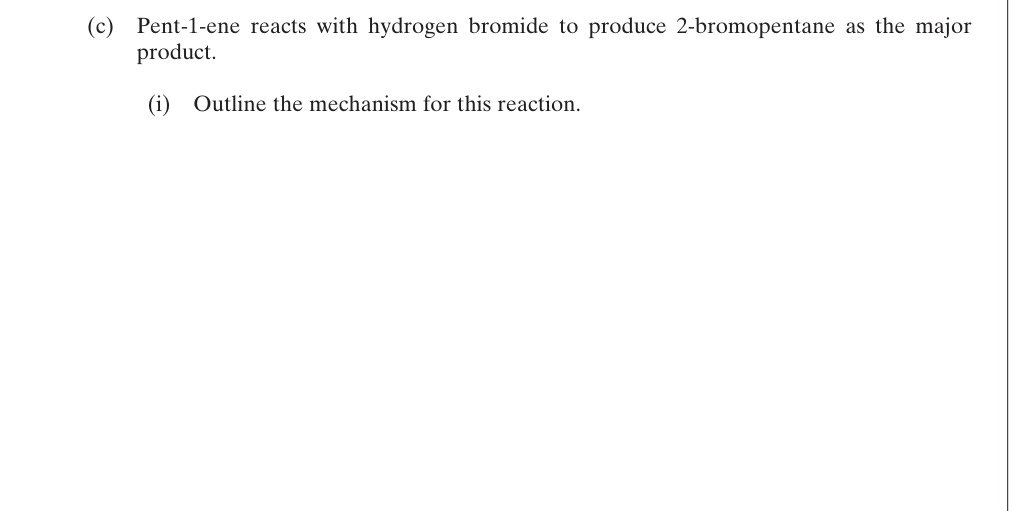 (c) Pent-1-ene reacts with hydrogen bromide to produce 2-bromopentane as the major
product.
(i) Outline the mechanism for this reaction.